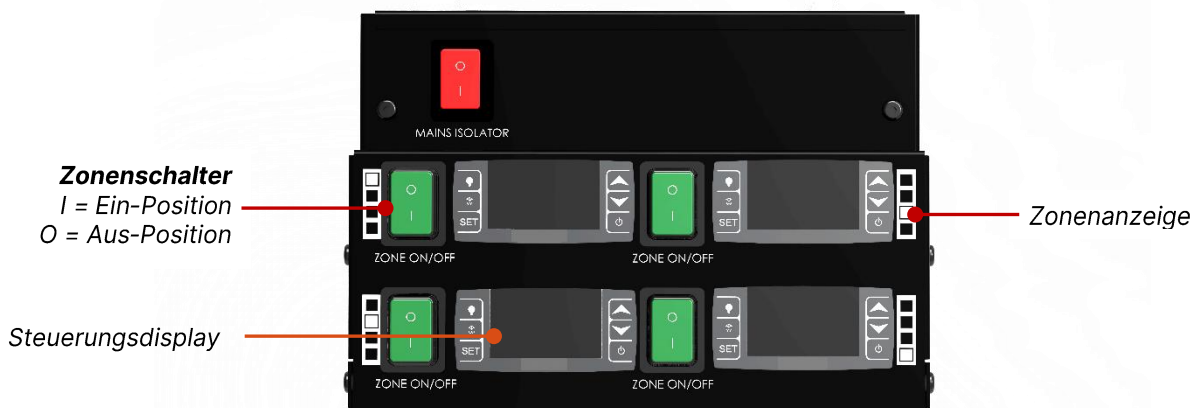 MAINS ISOLATOR
Zonenschalter
I = Ein-Position
O = Aus-Position
Zonenanzeige
SET
SET
ZONE ON/OFF
ZONE ON/OFF
Steuerungsdisplay
SET
SET
ZONE ON/OFF
ZONE ON/OFF